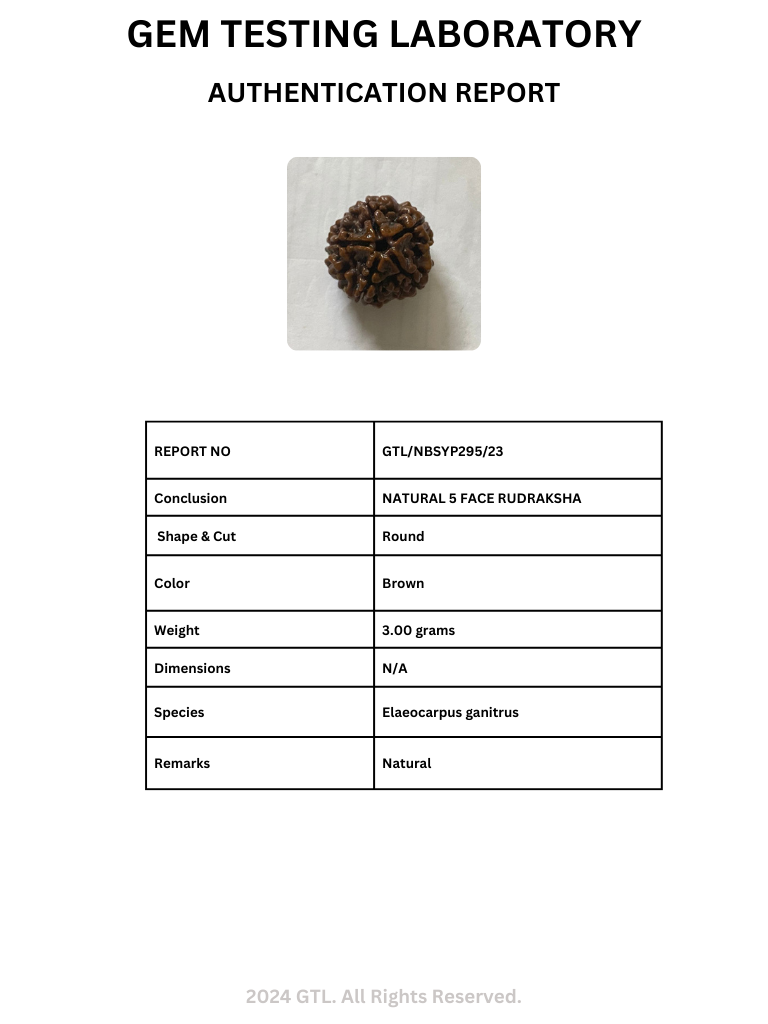 GEM TESTING LABORATORY
AUTHENTICATION REPORT
REPORT NO GTL/NBSYP295/23
Conclusion NATURAL 5 FACE RUDRAKSHA
Shape & Cut Round
Color Brown
Weight 3.00 grams
Dimensions N/A
Species Elaeocarpus ganitrus
Remarks Natural
2024 GTL. All Rights Reserved.